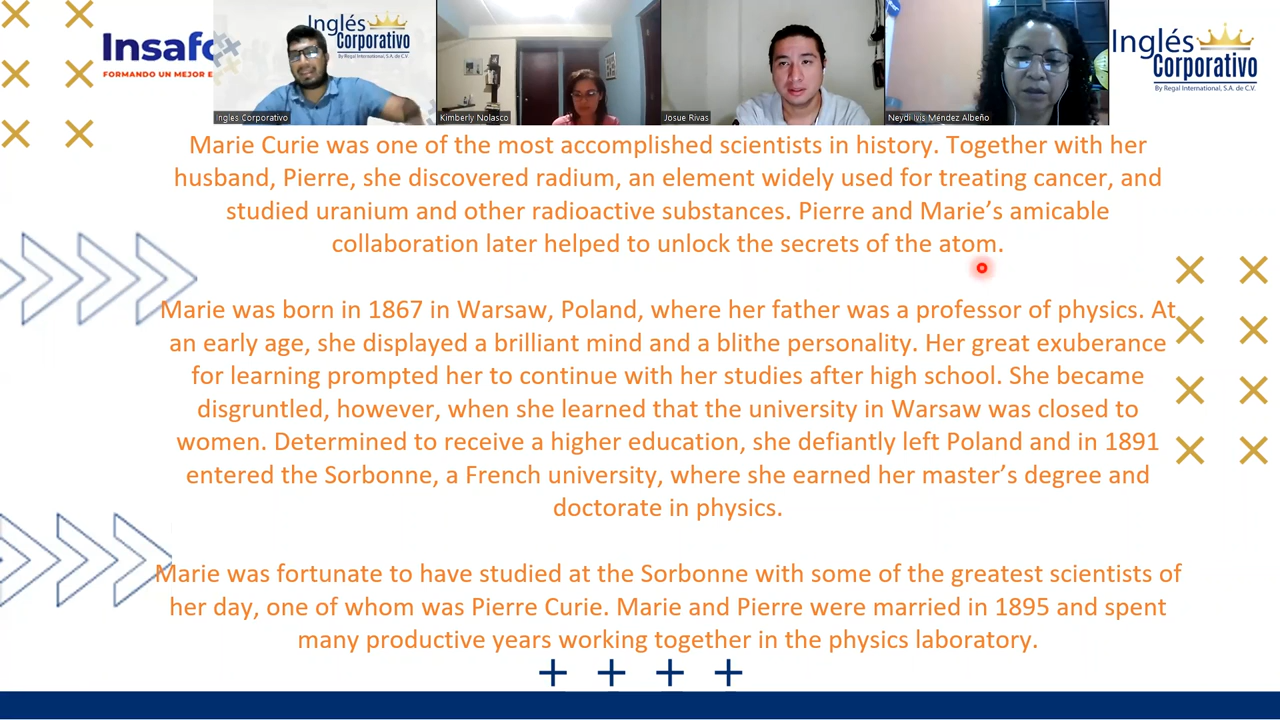 Insafo
FORMANDO UN MEJOR E
Inglés
Corporativo
By Regal International, S.A. de C.V.
Inglés Corporativo
Kimberly Nolasco
Josue Rivas
Neydi Ivis Méndez Albeño
Inglés
Corporativo
By Regal International, S.A. de C.V.
Marie Curie was one of the most accomplished scientists in history. Together with her
husband, Pierre, she discovered radium, an element widely used for treating cancer, and
studied uranium and other radioactive substances. Pierre and Marie’s amicable
collaboration later helped to unlock the secrets of the atom.
Marie was born in 1867 in Warsaw, Poland, where her father was a professor of physics. At
an early age, she displayed a brilliant mind and a blithe personality. Her great exuberance
for learning prompted her to continue with her studies after high school. She became
disgruntled, however, when she learned that the university in Warsaw was closed to
women. Determined to receive a higher education, she defiantly left Poland and in 1891
entered the Sorbonne, a French university, where she earned her master’s degree and
doctorate in physics.
Marie was fortunate to have studied at the Sorbonne with some of the greatest scientists of
her day, one of whom was Pierre Curie. Marie and Pierre were married in 1895 and spent
many productive years working together in the physics laboratory.